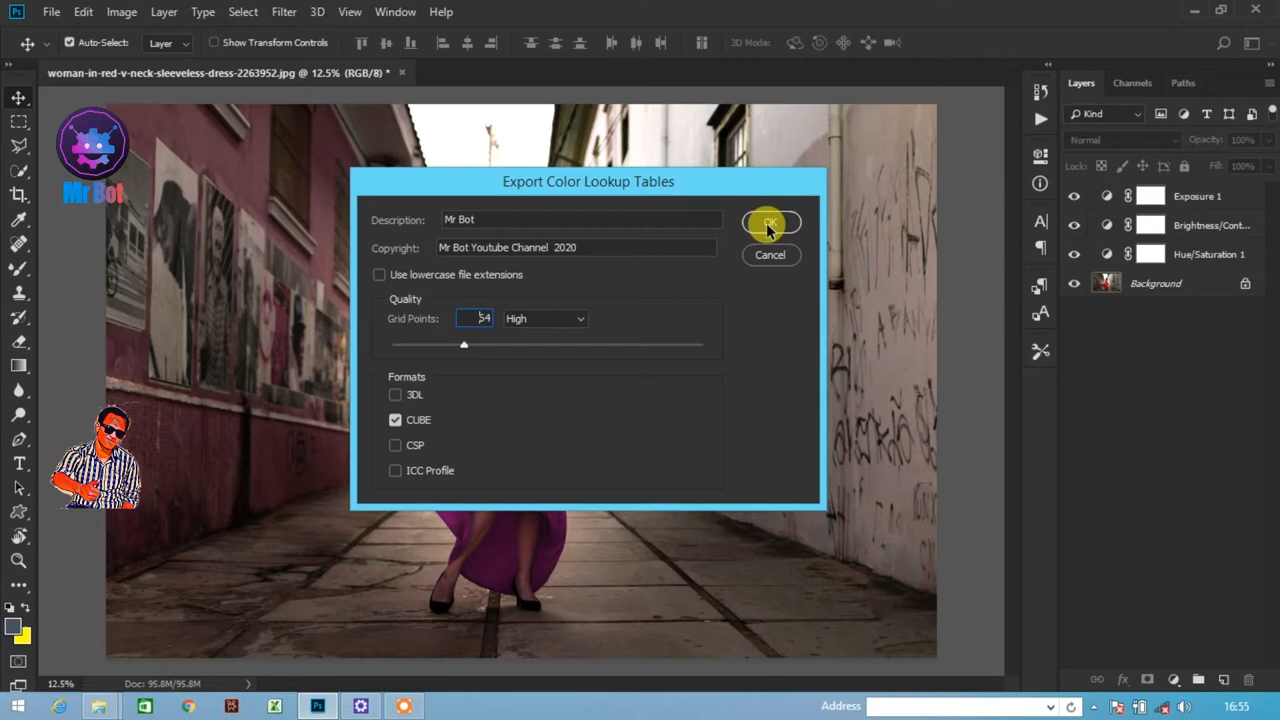 Ps File Edit Image Layer Type Select Filter 3D View Window Help
Auto-Select: Layer Show Transform Controls 3D Mode:
woman-in-red-v-neck-sleeveless-dress-2263952.jpg @ 12.5% (RGB/8) *
Layers Channels Paths
Kind
Normal Opacity: 100%
Lock: Fill: 100%
Exposure 1
Brightness/Cont...
Hue/Saturation 1
Background
Mr Bot
Export Color Lookup Tables
Description: Mr Bot
OK
Copyright: Mr Bot Youtube Channel 2020
Cancel
Use lowercase file extensions
Quality
Grid Points: 64 High
Formats
3DL
CUBE
CSP
ICC Profile
12.5% Doc: 95.8M/95.8M
Address
16:55